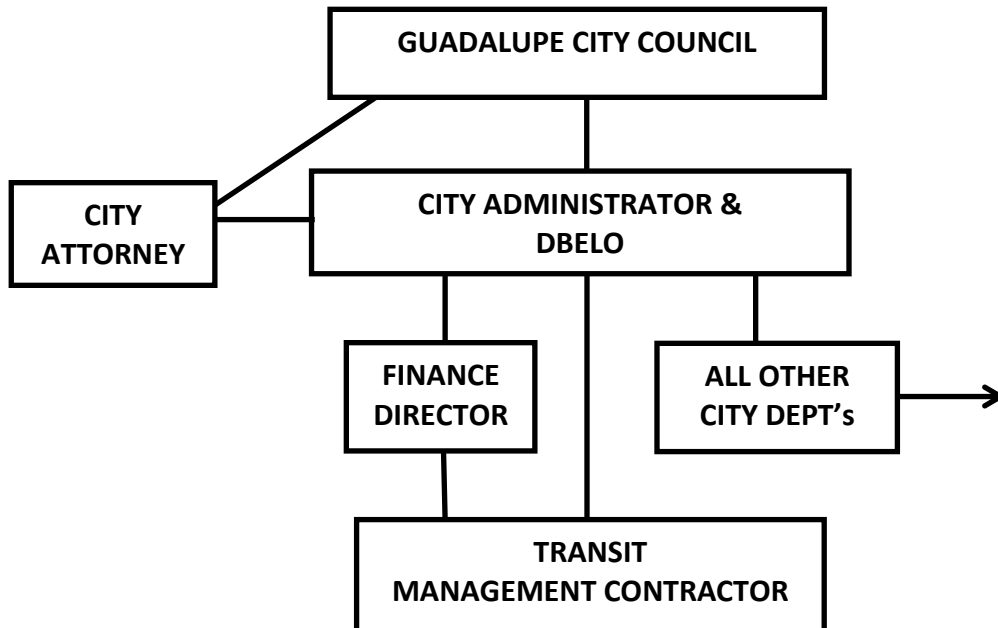 GUADALUPE CITY COUNCIL
CITY
ATTORNEY
CITY ADMINISTRATOR &
DBELO
FINANCE
DIRECTOR
ALL OTHER
CITY DEPT's
TRANSIT
MANAGEMENT CONTRACTOR